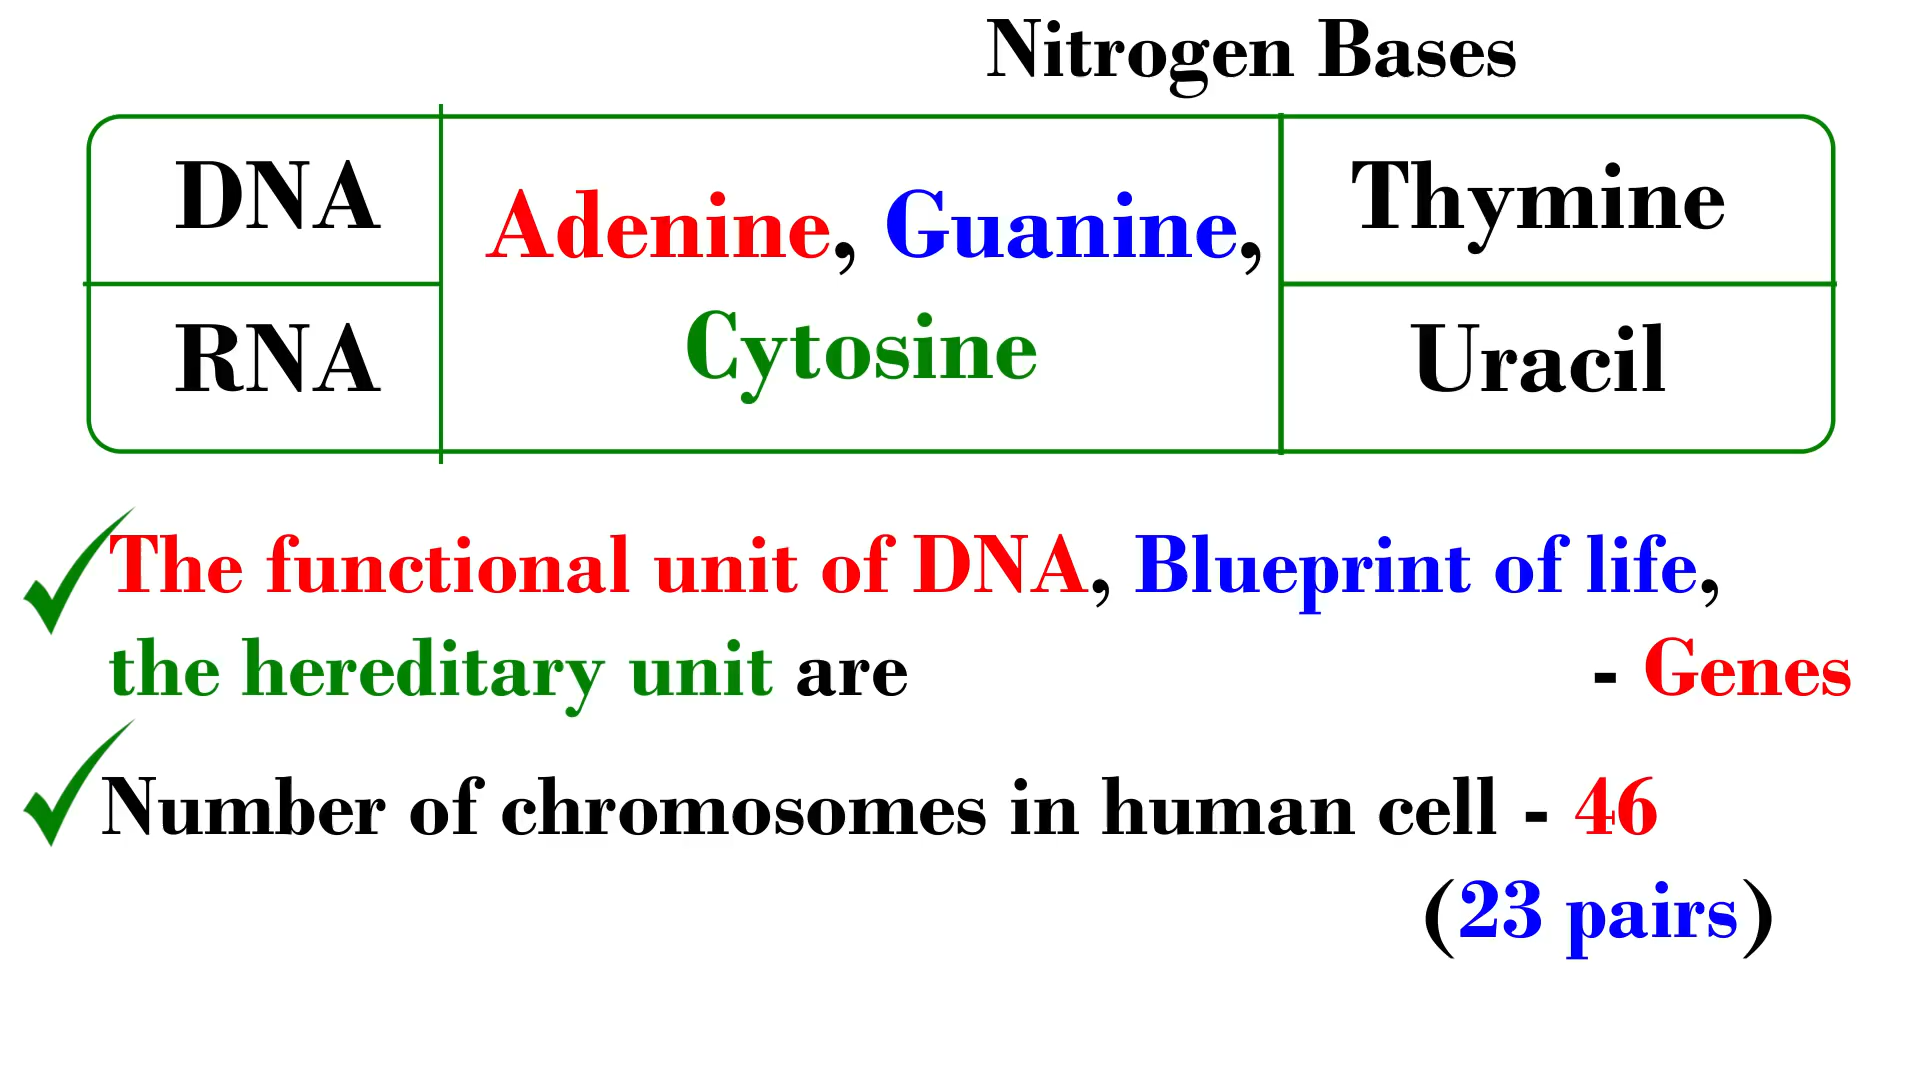 Nitrogen Bases
DNA
Adenine, Guanine,
Cytosine
Thymine
RNA
Uracil
The functional unit of DNA, Blueprint of life,
the hereditary unit are - Genes
Number of chromosomes in human cell - 46
(23 pairs)